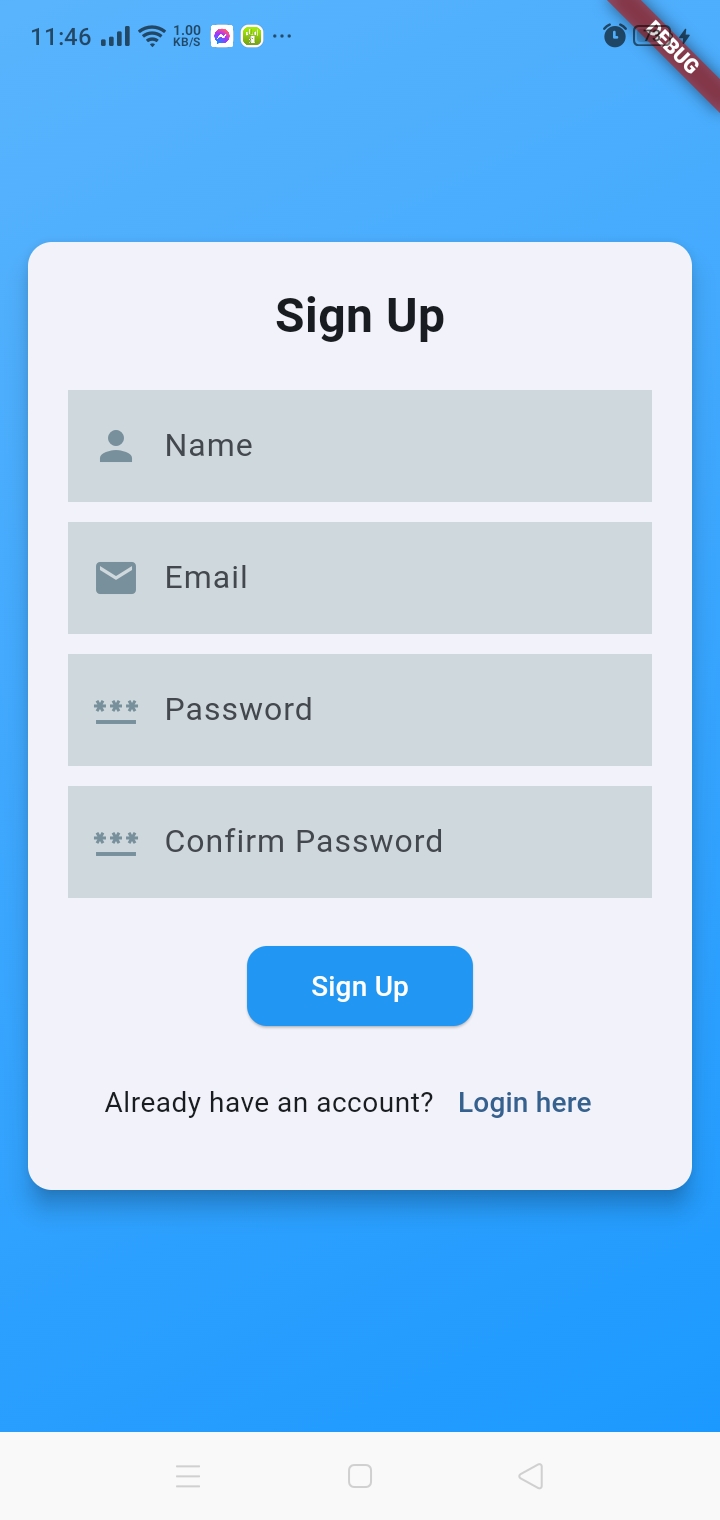 11:46 1.00 KB/S ...
DEBUG
Sign Up
Name
Email
*** Password
*** Confirm Password
Sign Up
Already have an account? Login here